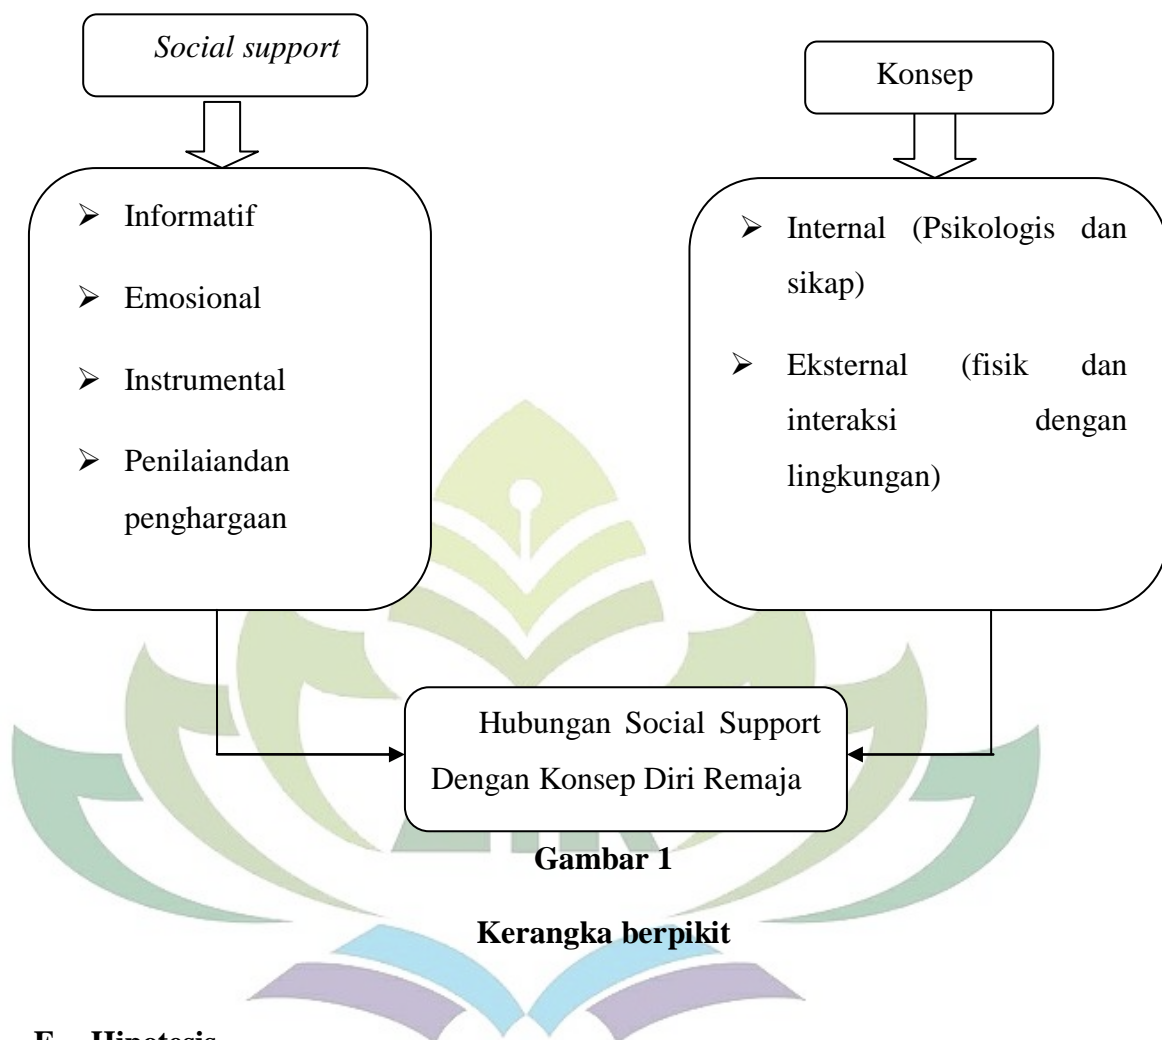 Social support
Konsep
➢ Informatif
➢ Emosional
➢ Instrumental
➢ Penilaiandan
penghargaan
➢ Internal (Psikologis dan
sikap)
➢ Eksternal (fisik dan
interaksi dengan
lingkungan)
Hubungan Social Support
Dengan Konsep Diri Remaja
Gambar 1
Kerangka berpikit